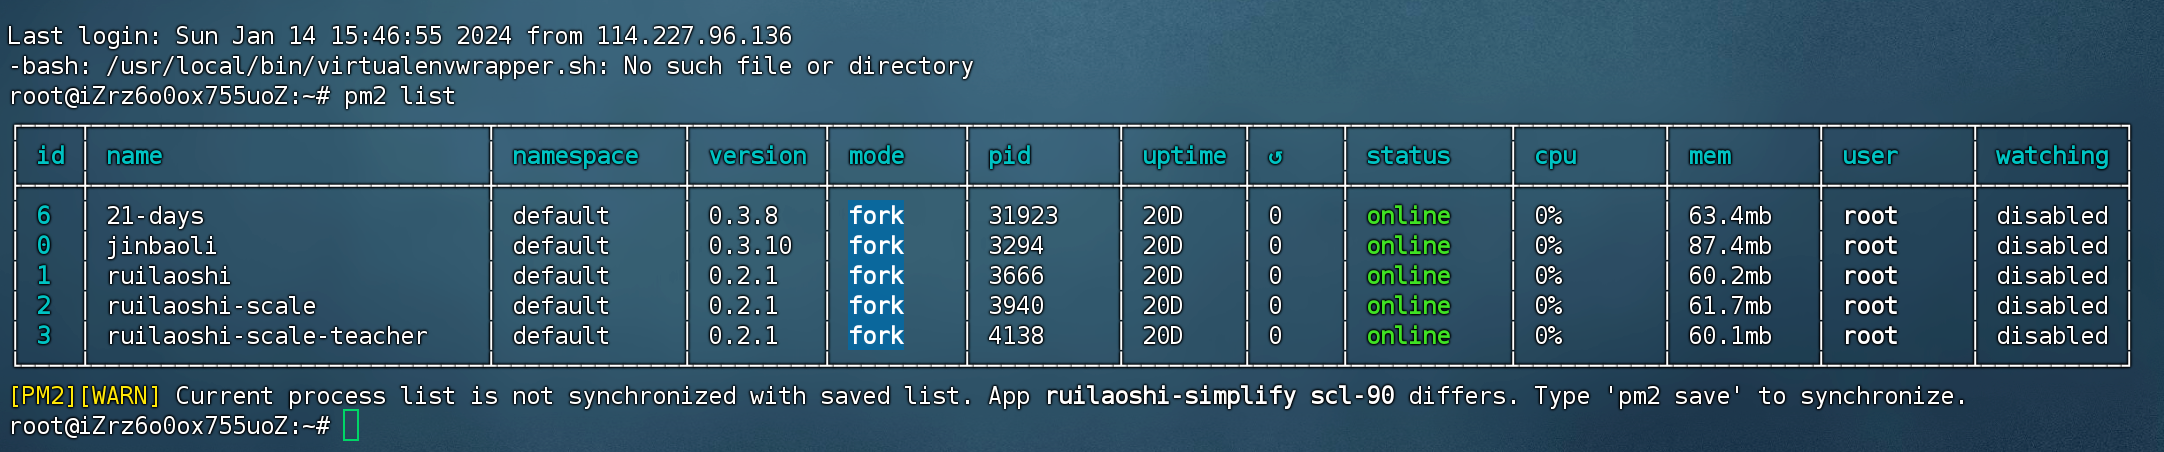 Last login: Sun Jan 14 15:46:55 2024 from 114.227.96.136
-bash: /usr/local/bin/virtualenvwrapper.sh: No such file or directory
root@iZrz6o0ox755uoZ:~# pm2 list
id name namespace version mode pid uptime ↺ status cpu mem user watching
6 21-days default 0.3.8 fork 31923 20D 0 online 0% 63.4mb root disabled
0 jinbaoli default 0.3.10 fork 3294 20D 0 online 0% 87.4mb root disabled
1 ruilaoshi default 0.2.1 fork 3666 20D 0 online 0% 60.2mb root disabled
2 ruilaoshi-scale default 0.2.1 fork 3940 20D 0 online 0% 61.7mb root disabled
3 ruilaoshi-scale-teacher default 0.2.1 fork 4138 20D 0 online 0% 60.1mb root disabled
[PM2][WARN] Current process list is not synchronized with saved list. App ruilaoshi-simplify scl-90 differs. Type 'pm2 save' to synchronize.
root@iZrz6o0ox755uoZ:~#